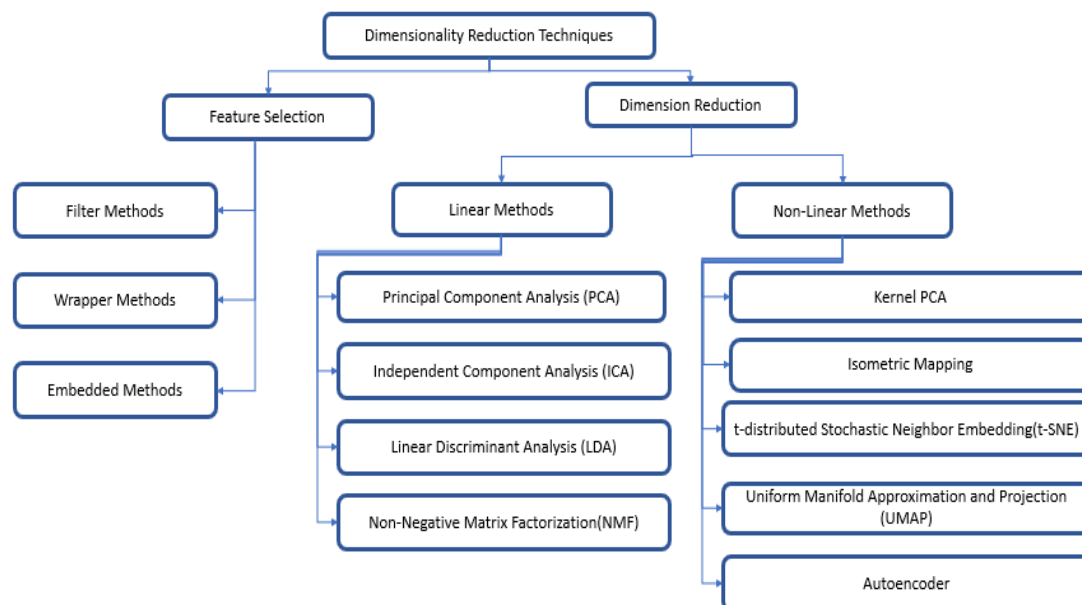 Dimensionality Reduction Techniques
Feature Selection
Dimension Reduction
Filter Methods
Wrapper Methods
Embedded Methods
Linear Methods
Principal Component Analysis (PCA)
Independent Component Analysis (ICA)
Linear Discriminant Analysis (LDA)
Non-Negative Matrix Factorization(NMF)
Non-Linear Methods
Kernel PCA
Isometric Mapping
t-distributed Stochastic Neighbor Embedding(t-SNE)
Uniform Manifold Approximation and Projection
(UMAP)
Autoencoder